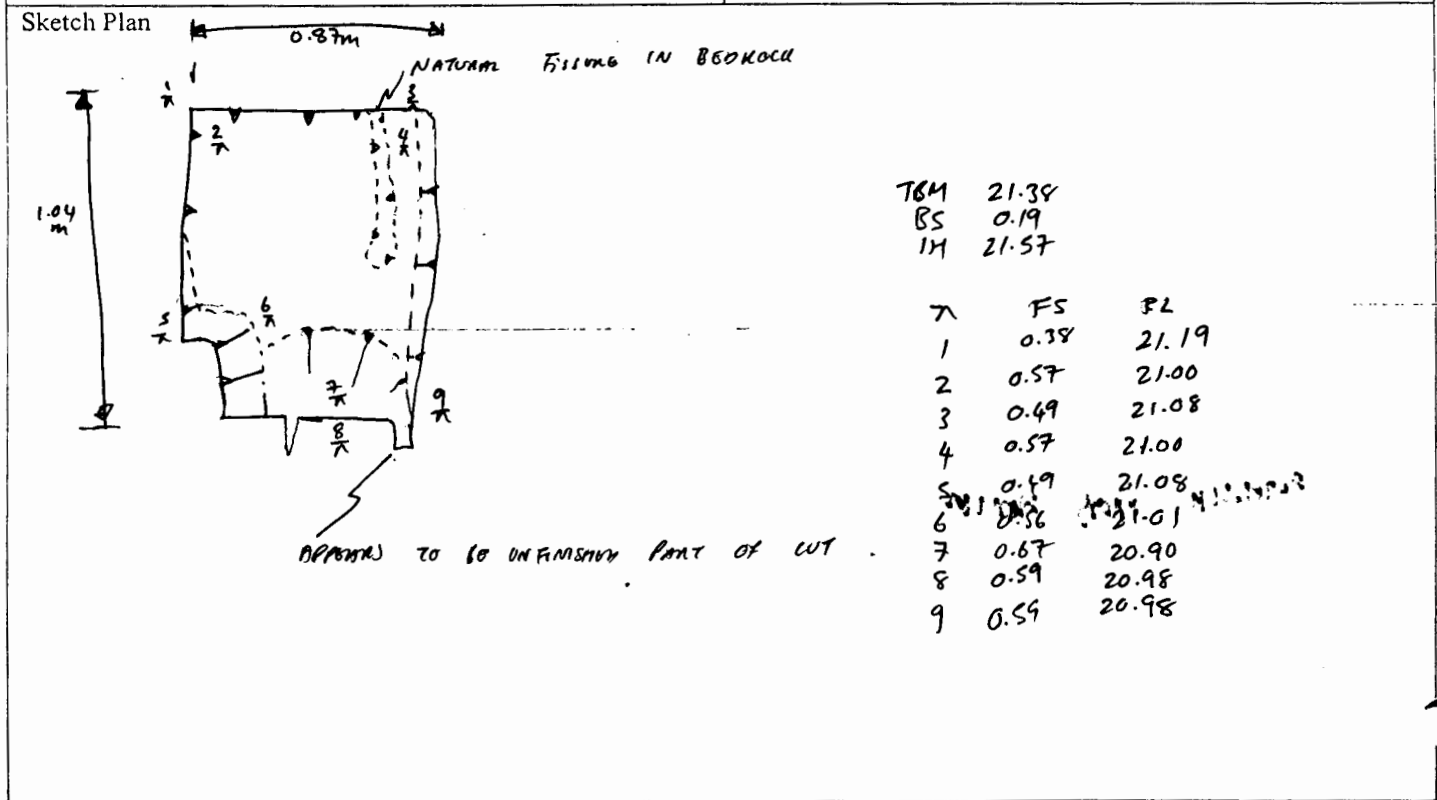 Sketch Plan
0.87m
NATURAL FISSURE IN BEDROCK
1.04 m
1
2
3
4
5
6
7
8
9
APPEARS TO BE UNFINISHED PART OF CUT.
TBM 21.38
BS 0.19
IH 21.57
⊼ FS RL
1 0.38 21.19
2 0.57 21.00
3 0.49 21.08
4 0.57 21.00
5 0.49 21.08
6 0.56 21.01
7 0.67 20.90
8 0.59 20.98
9 0.59 20.98